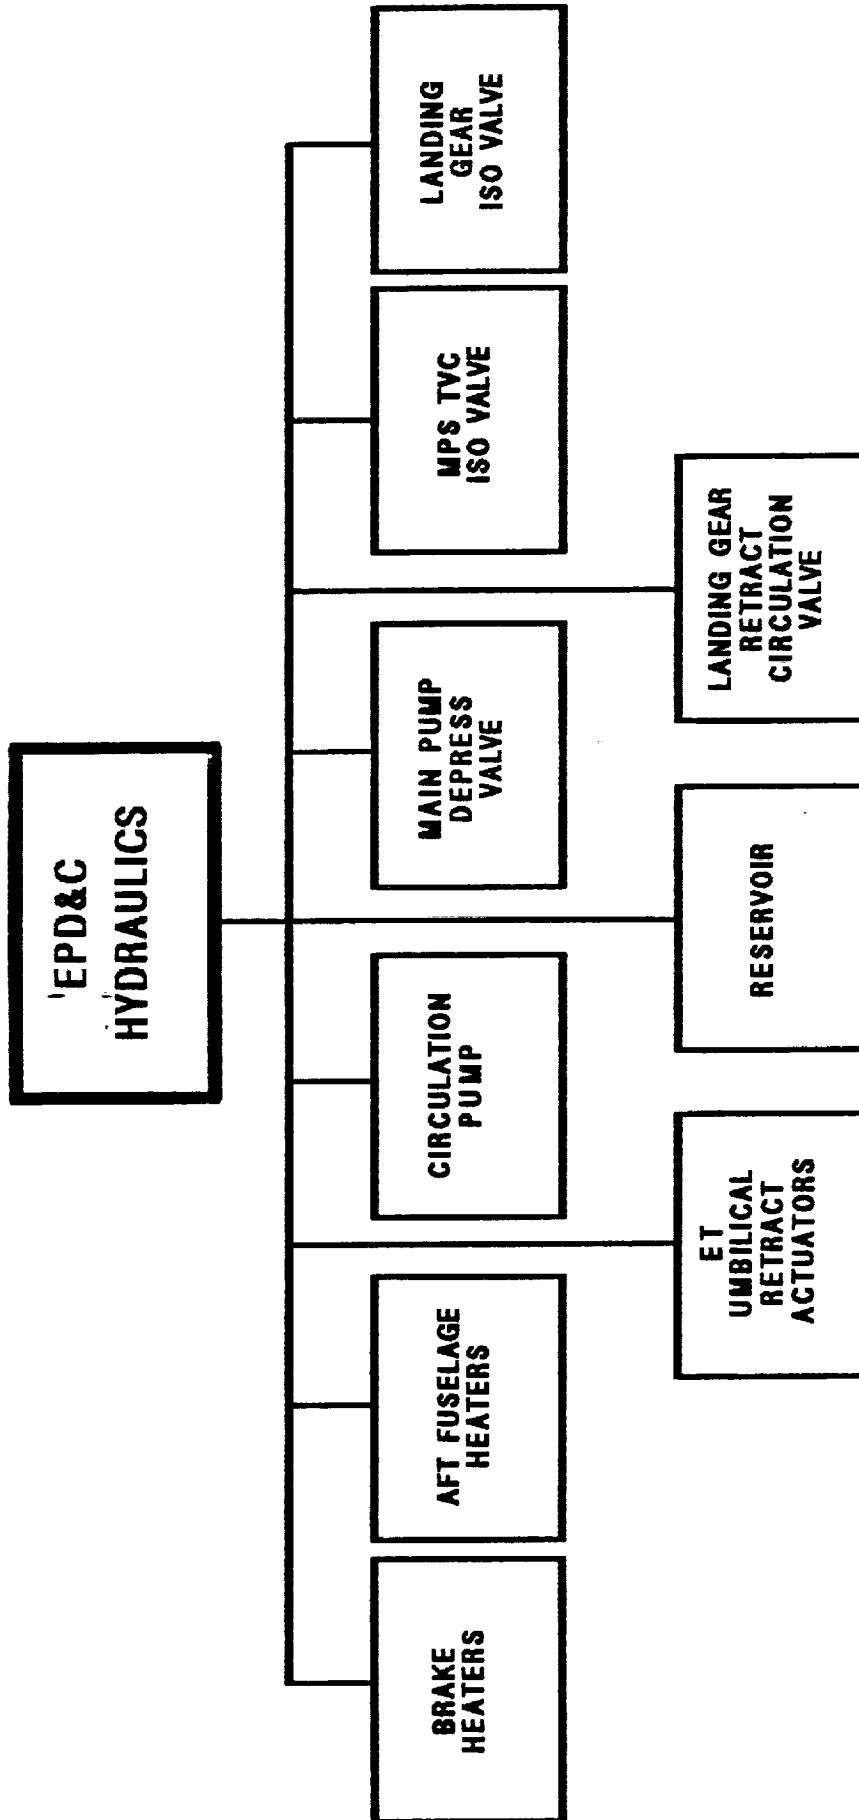 EPD&C
HYDRAULICS
BRAKE
HEATERS
AFT FUSELAGE
HEATERS
CIRCULATION
PUMP
MAIN PUMP
DEPRESS
VALVE
MPS TVC
ISO VALVE
LANDING
GEAR
ISO VALVE
ET
UMBILICAL
RETRACT
ACTUATORS
RESERVOIR
LANDING GEAR
RETRACT
CIRCULATION
VALVE